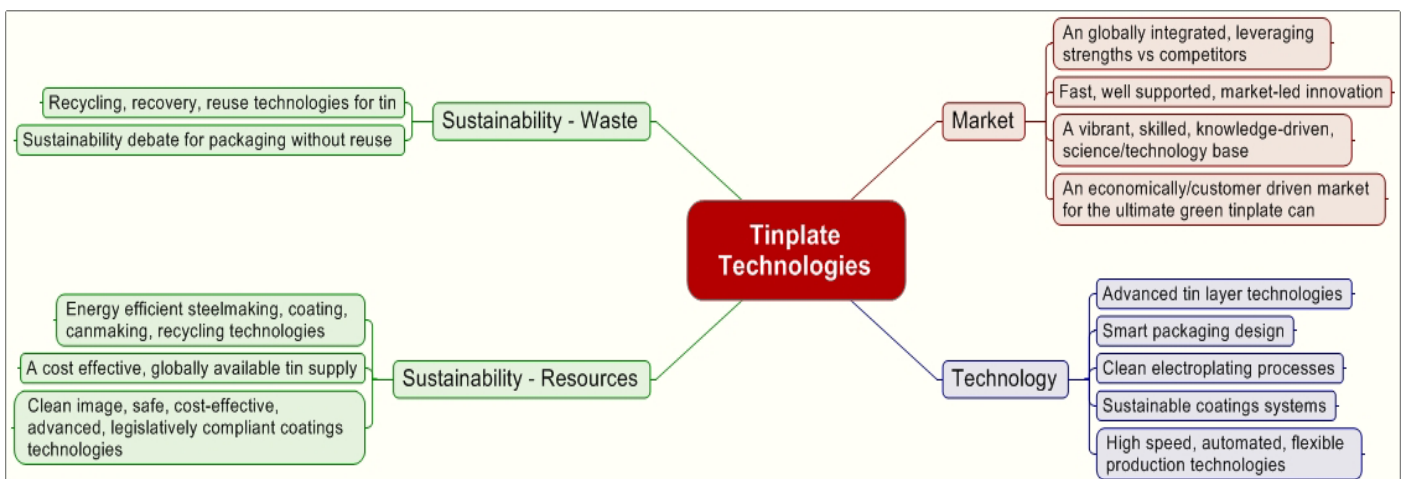 Tinplate
Technologies
Sustainability - Waste
Recycling, recovery, reuse technologies for tin
Sustainability debate for packaging without reuse
Sustainability - Resources
Energy efficient steelmaking, coating,
canmaking, recycling technologies
A cost effective, globally available tin supply
Clean image, safe, cost-effective,
advanced, legislatively compliant coatings
technologies
Market
An globally integrated, leveraging
strengths vs competitors
Fast, well supported, market-led innovation
A vibrant, skilled, knowledge-driven,
science/technology base
An economically/customer driven market
for the ultimate green tinplate can
Technology
Advanced tin layer technologies
Smart packaging design
Clean electroplating processes
Sustainable coatings systems
High speed, automated, flexible
production technologies